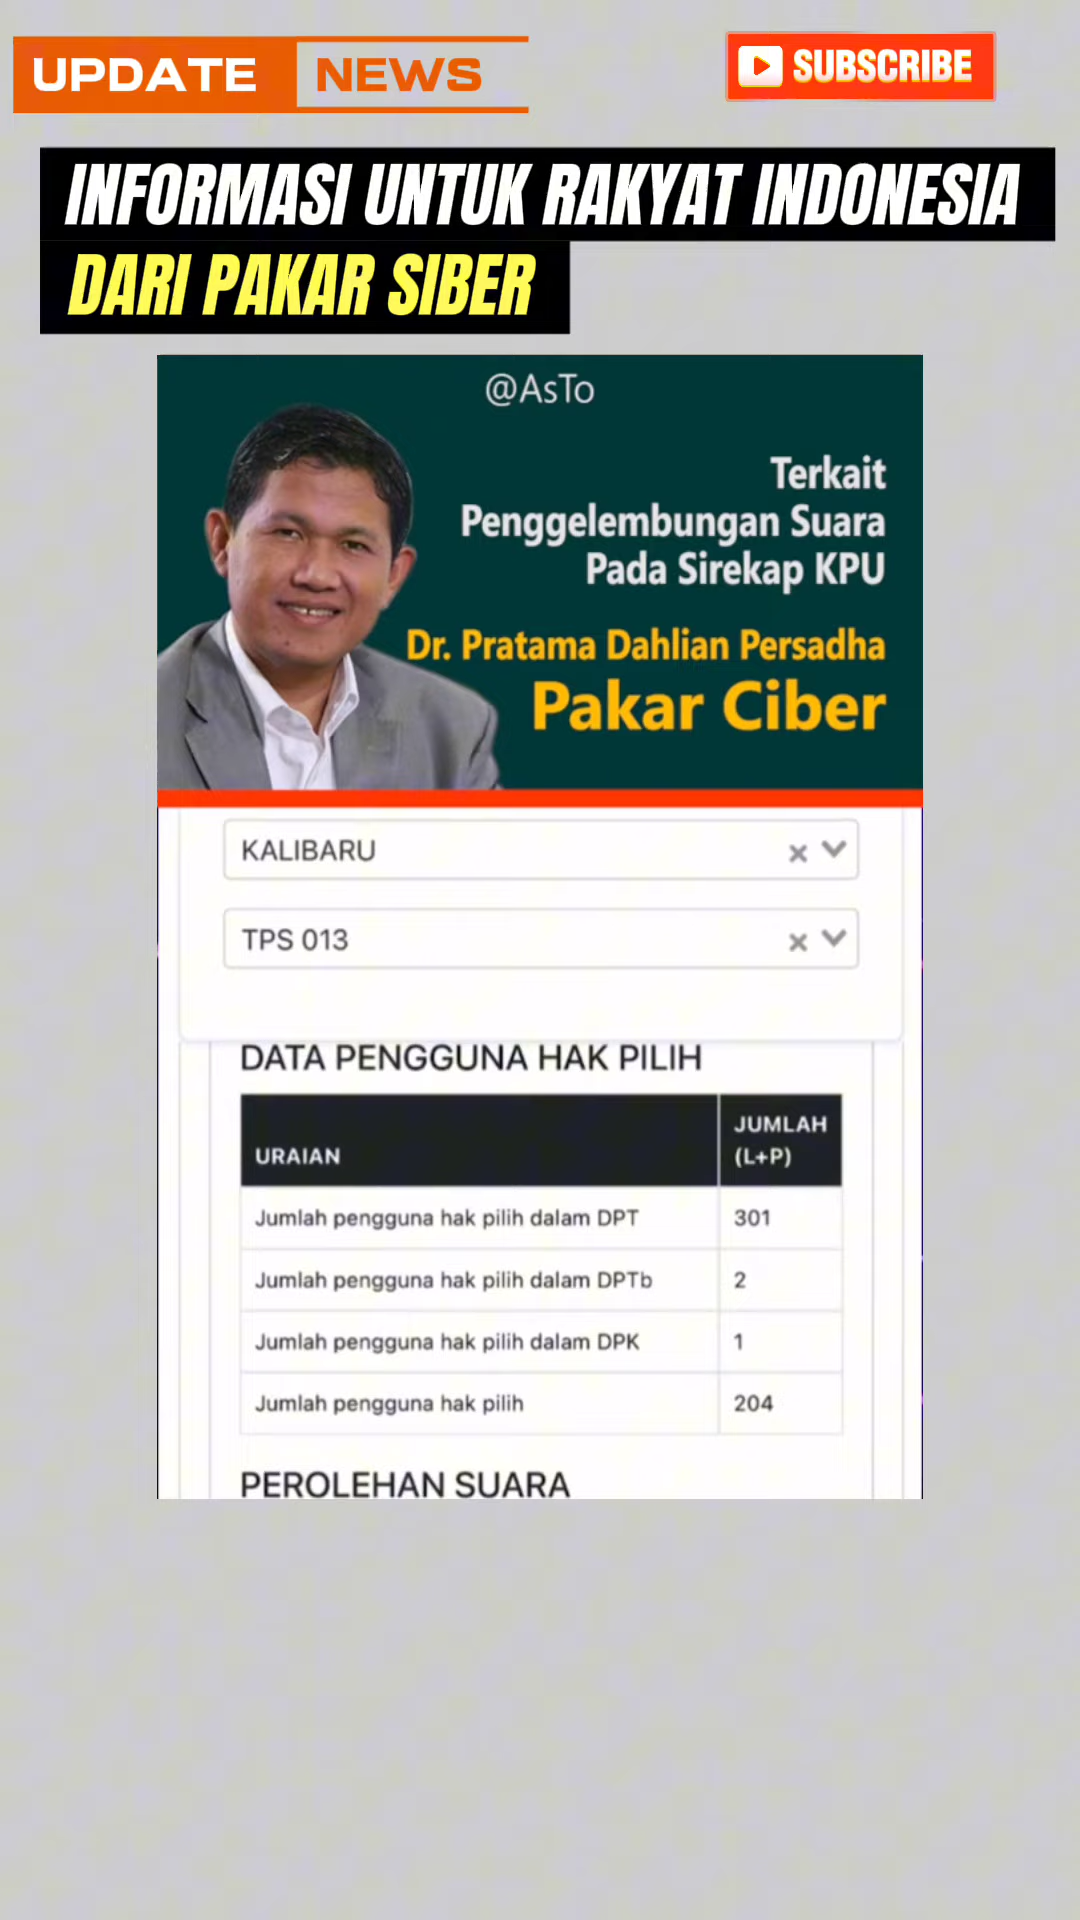 UPDATE NEWS
SUBSCRIBE
INFORMASI UNTUK RAKYAT INDONESIA
DARI PAKAR SIBER
@AsTo
Terkait
Penggelembungan Suara
Pada Sirekap KPU
Dr. Pratama Dahlian Persadha
Pakar Ciber
KALIBARU
TPS 013
DATA PENGGUNA HAK PILIH
URAIAN JUMLAH (L+P)
Jumlah pengguna hak pilih dalam DPT 301
Jumlah pengguna hak pilih dalam DPTb 2
Jumlah pengguna hak pilih dalam DPK 1
Jumlah pengguna hak pilih 204
PEROLEHAN SUARA